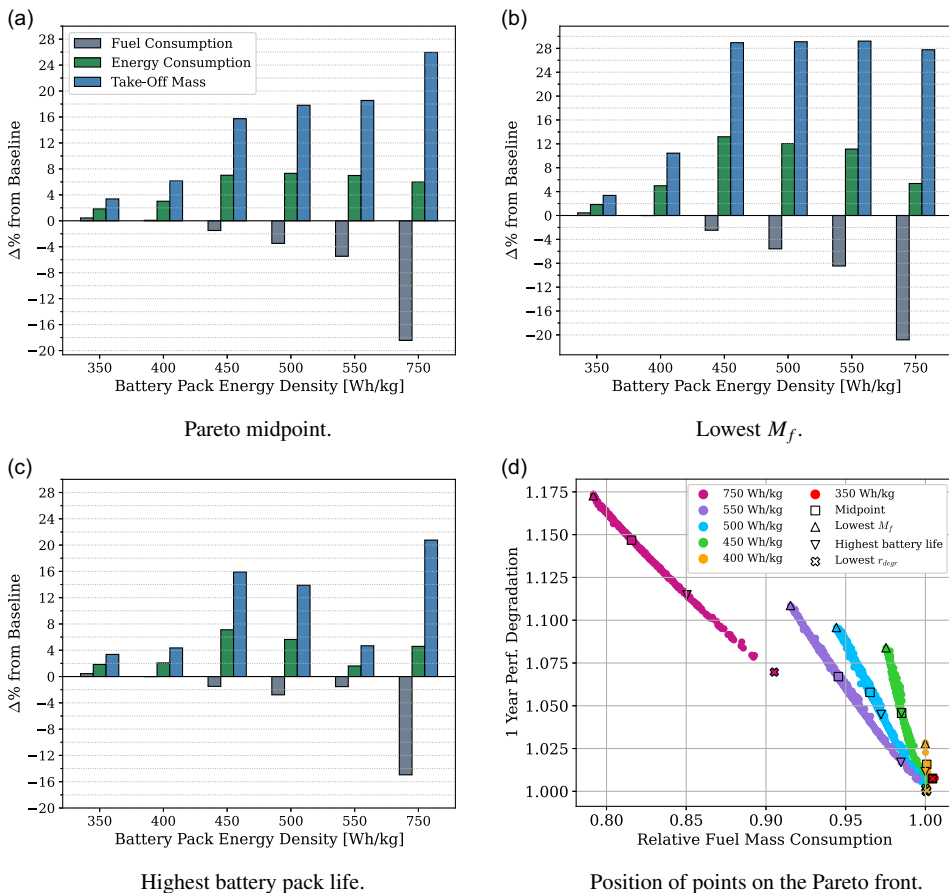 (a)
28
24
20
16
12
8
4
0
−4
−8
−12
−16
−20
Δ% from Baseline
Fuel Consumption
Energy Consumption
Take-Off Mass
350 400 450 500 550 750
Battery Pack Energy Density [Wh/kg]
Pareto midpoint.
(b)
28
24
20
16
12
8
4
0
−4
−8
−12
−16
−20
Δ% from Baseline
350 400 450 500 550 750
Battery Pack Energy Density [Wh/kg]
Lowest M_f.
(c)
28
24
20
16
12
8
4
0
−4
−8
−12
−16
−20
Δ% from Baseline
350 400 450 500 550 750
Battery Pack Energy Density [Wh/kg]
Highest battery pack life.
(d)
1.175
1.150
1.125
1.100
1.075
1.050
1.025
1.000
1 Year Perf. Degradation
750 Wh/kg
550 Wh/kg
500 Wh/kg
450 Wh/kg
400 Wh/kg
350 Wh/kg
Midpoint
Lowest M_f
Highest battery life
Lowest r_degr
0.80 0.85 0.90 0.95 1.00
Relative Fuel Mass Consumption
Position of points on the Pareto front.